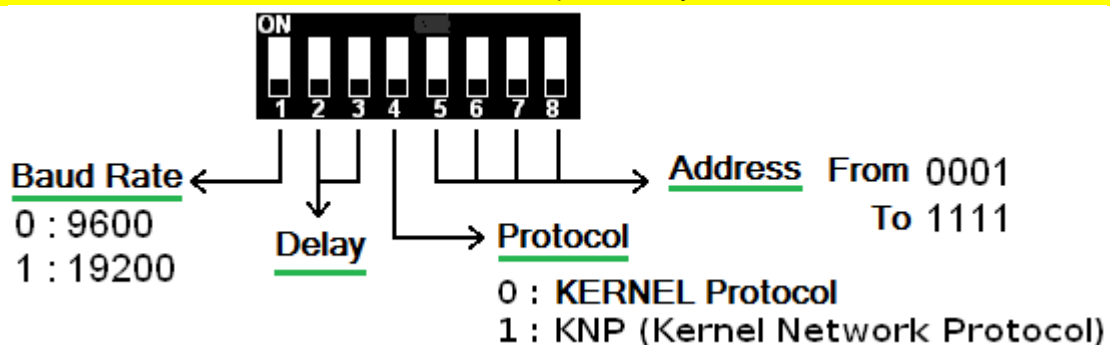 ON
1 2 3 4 5 6 7 8
Baud Rate
0 : 9600
1 : 19200
Delay
Protocol
0 : KERNEL Protocol
1 : KNP (Kernel Network Protocol)
Address From 0001
To 1111